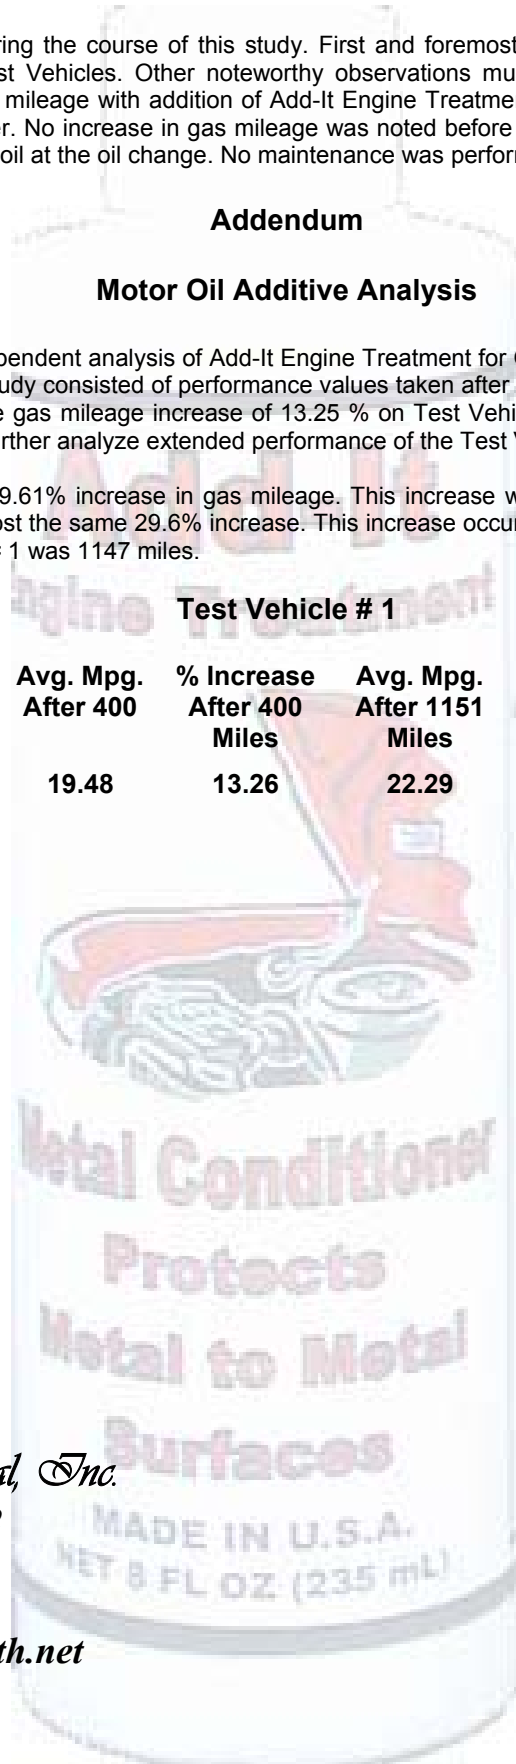 ring the course of this study. First and foremost
st Vehicles. Other noteworthy observations mu
mileage with addition of Add-It Engine Treatme
er. No increase in gas mileage was noted before
oil at the oil change. No maintenance was perfor
Addendum
Motor Oil Additive Analysis
pendent analysis of Add-It Engine Treatment for
udy consisted of performance values taken after
e gas mileage increase of 13.25 % on Test Vehi
urther analyze extended performance of the Test V
9.61% increase in gas mileage. This increase w
ost the same 29.6% increase. This increase occur
# 1 was 1147 miles.
Add-It
Engine Treatment
Test Vehicle # 1
Avg. Mpg. % Increase Avg. Mpg.
After 400 After 400 After 1151
Miles Miles
19.48 13.26 22.29
Metal Conditioner
Protects
Metal to Metal
Surfaces
al, Inc.
MADE IN U.S.A.
NET 8 FL OZ (235 mL)
th.net